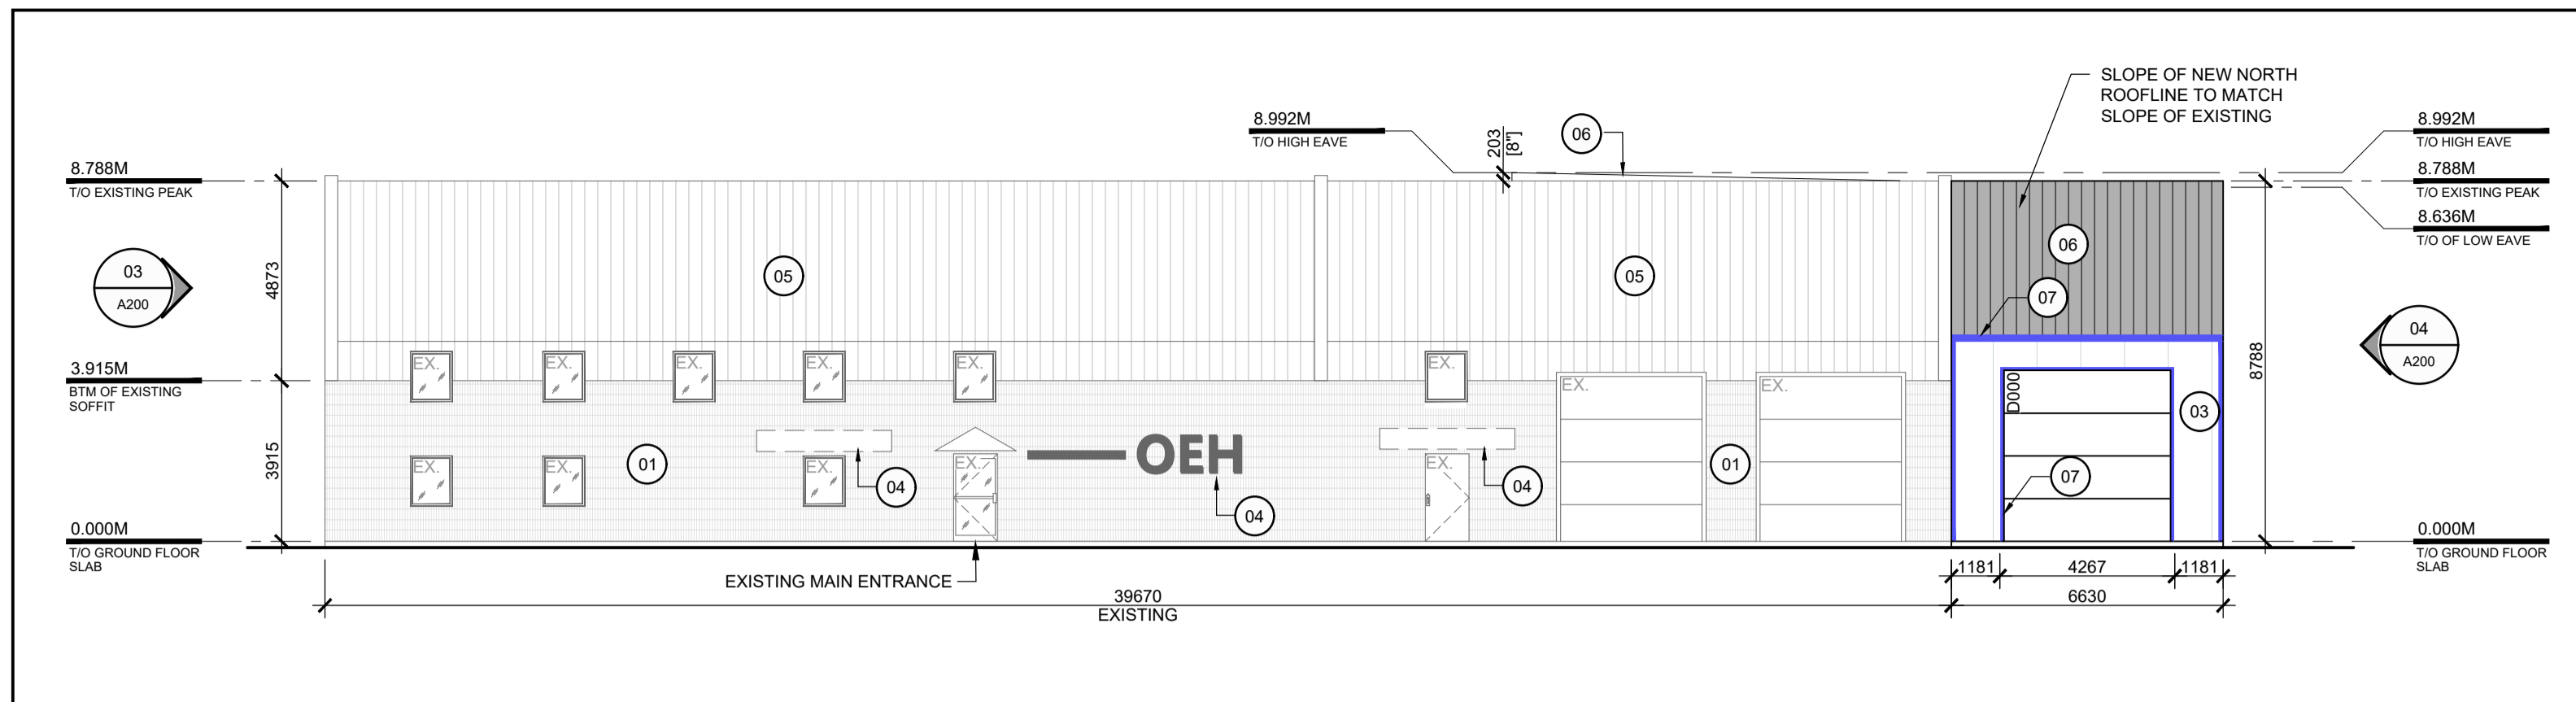 SLOPE OF NEW NORTH
ROOFLINE TO MATCH
SLOPE OF EXISTING
8.992M
T/O HIGH EAVE
203
[8"]
06
8.992M
T/O HIGH EAVE
8.788M
T/O EXISTING PEAK
8.788M
T/O EXISTING PEAK
8.636M
T/O OF LOW EAVE
03
A200
4873
05
05
06
07
04
A200
8788
3.915M
BTM OF EXISTING
SOFFIT
EX.
EX.
EX.
EX.
EX.
EX.
EX.
EX.
D000
03
3915
01
EX.
EX.
EX.
EX.
OEH
EX.
01
04
04
04
07
0.000M
T/O GROUND FLOOR
SLAB
0.000M
T/O GROUND FLOOR
SLAB
EXISTING MAIN ENTRANCE
1181
4267
1181
39670
EXISTING
6630